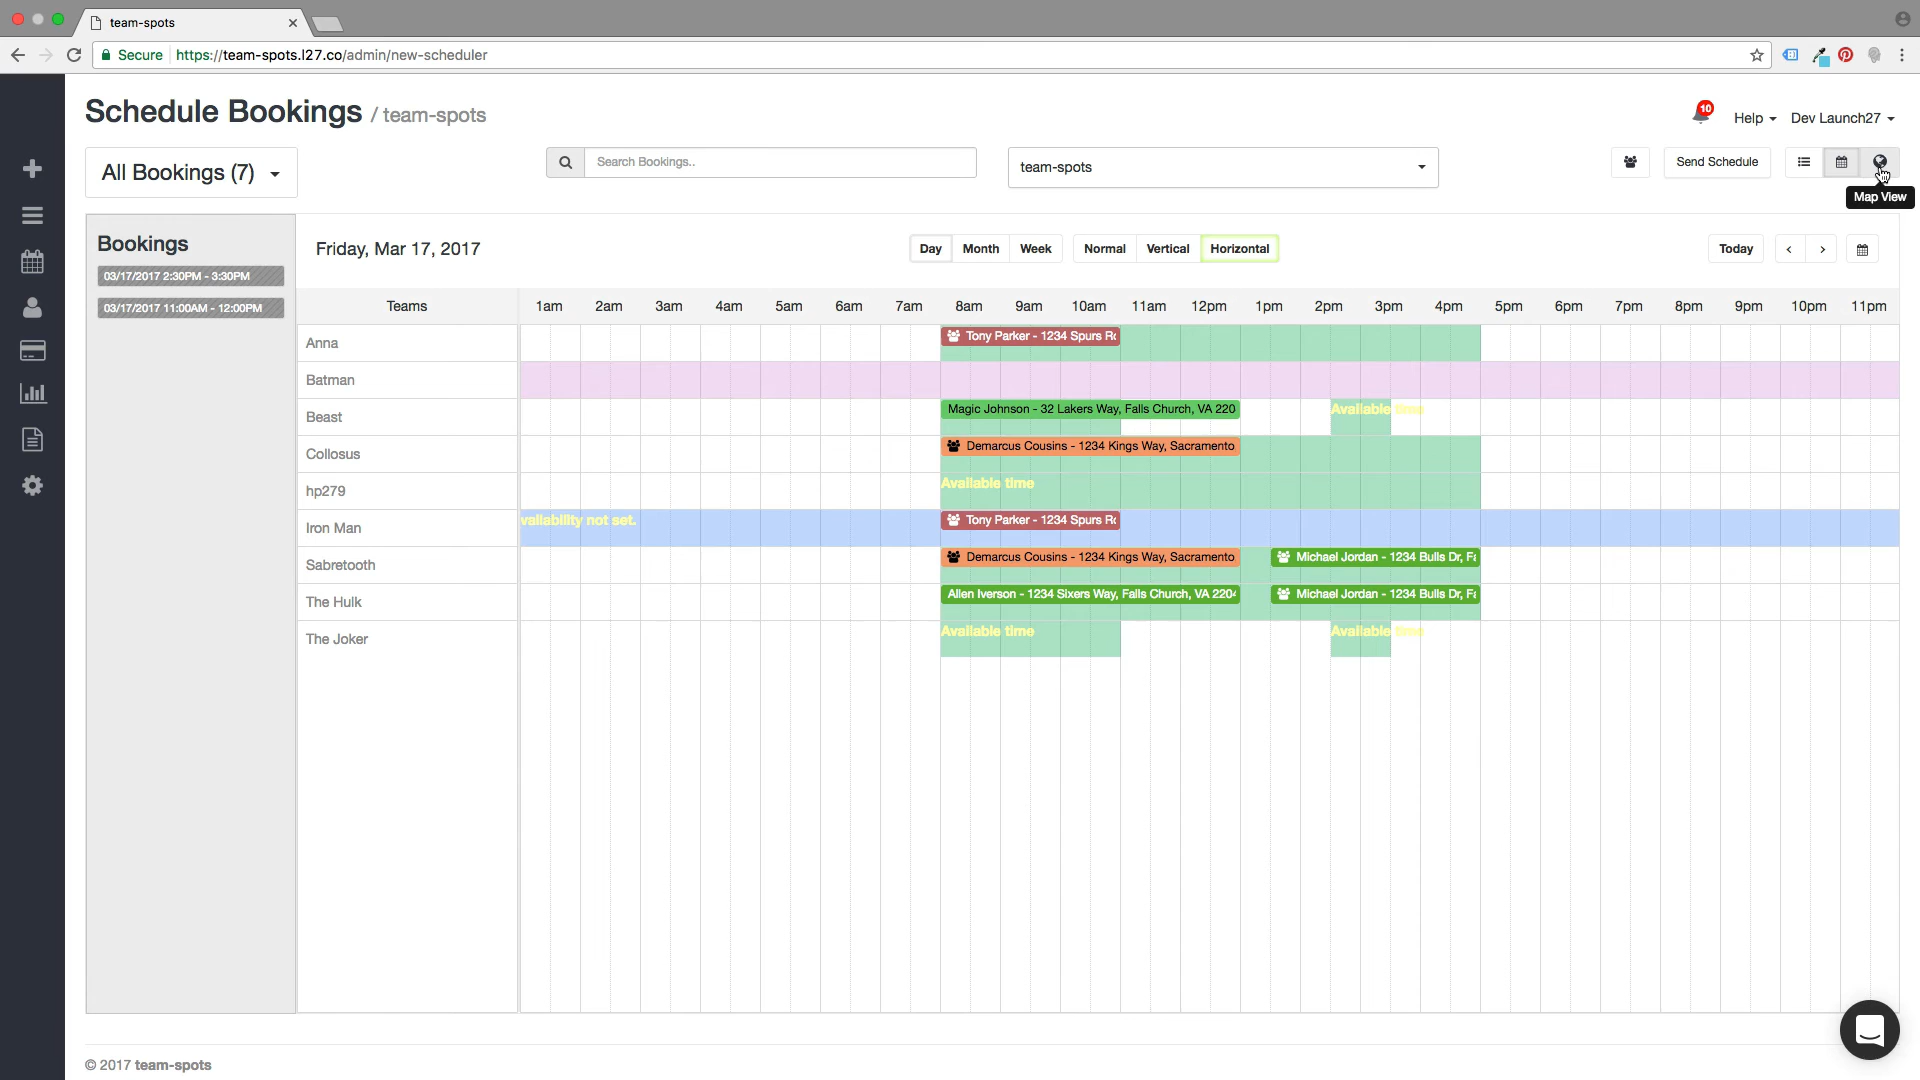 team-spots
Secure https://team-spots.l27.co/admin/new-scheduler
Schedule Bookings / team-spots
10
Help
Dev Launch27
All Bookings (7)
Search Bookings..
team-spots
Send Schedule
Map View
Bookings
03/17/2017 2:30PM - 3:30PM
03/17/2017 11:00AM - 12:00PM
Friday, Mar 17, 2017
Day Month Week
Normal Vertical Horizontal
Today
Teams 1am 2am 3am 4am 5am 6am 7am 8am 9am 10am 11am 12pm 1pm 2pm 3pm 4pm 5pm 6pm 7pm 8pm 9pm 10pm 11pm
Anna
Tony Parker - 1234 Spurs Ro
Batman
Beast
Magic Johnson - 32 Lakers Way, Falls Church, VA 220
Available time
Collosus
Demarcus Cousins - 1234 Kings Way, Sacramento
hp279
Available time
Iron Man
vailability not set.
Tony Parker - 1234 Spurs Ro
Sabretooth
Demarcus Cousins - 1234 Kings Way, Sacramento
Michael Jordan - 1234 Bulls Dr, Fa
The Hulk
Allen Iverson - 1234 Sixers Way, Falls Church, VA 2204
Michael Jordan - 1234 Bulls Dr, Fa
The Joker
Available time
Available time
© 2017 team-spots